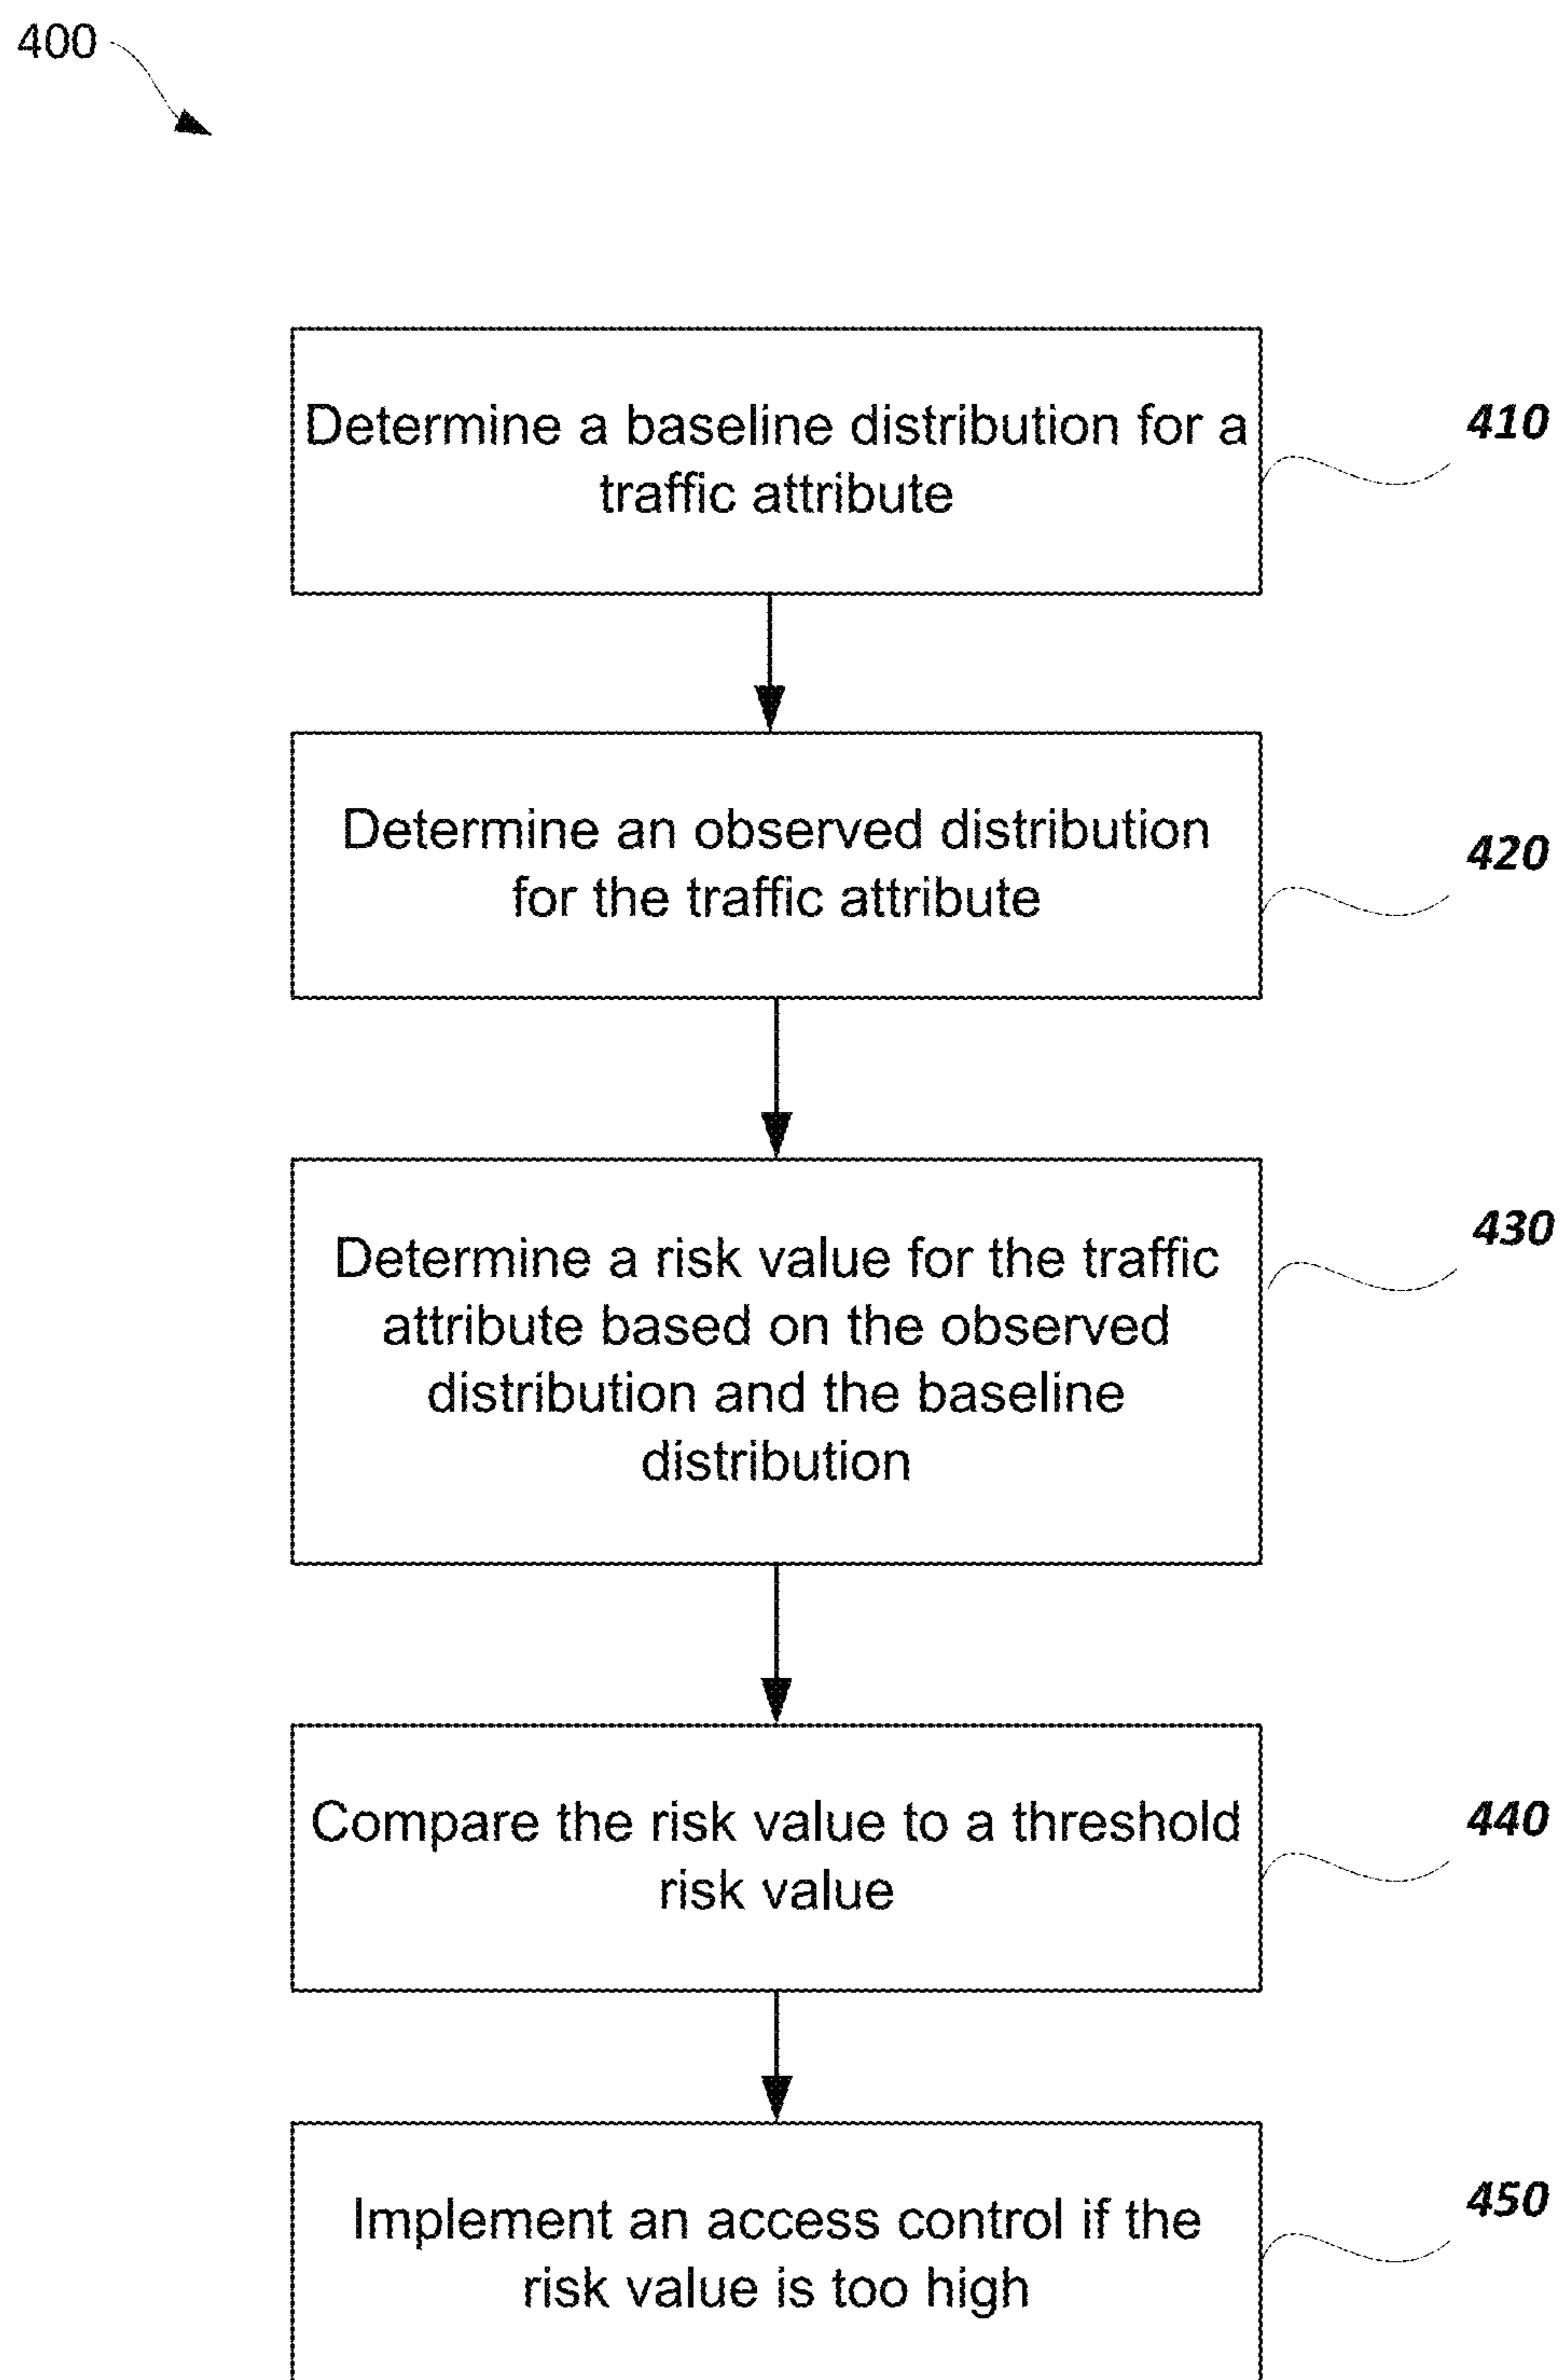 400
Determine a baseline distribution for a
traffic attribute
410
Determine an observed distribution
for the traffic attribute
420
Determine a risk value for the traffic
attribute based on the observed
distribution and the baseline
distribution
430
Compare the risk value to a threshold
risk value
440
Implement an access control if the
risk value is too high
450